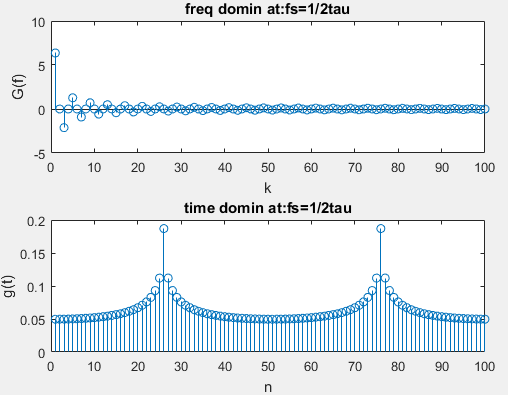 freq domin at:fs=1/2tau
10
5
0
-5
G(f)
0 10 20 30 40 50 60 70 80 90 100
k
time domin at:fs=1/2tau
0.2
0.15
0.1
0.05
0
g(t)
0 10 20 30 40 50 60 70 80 90 100
n